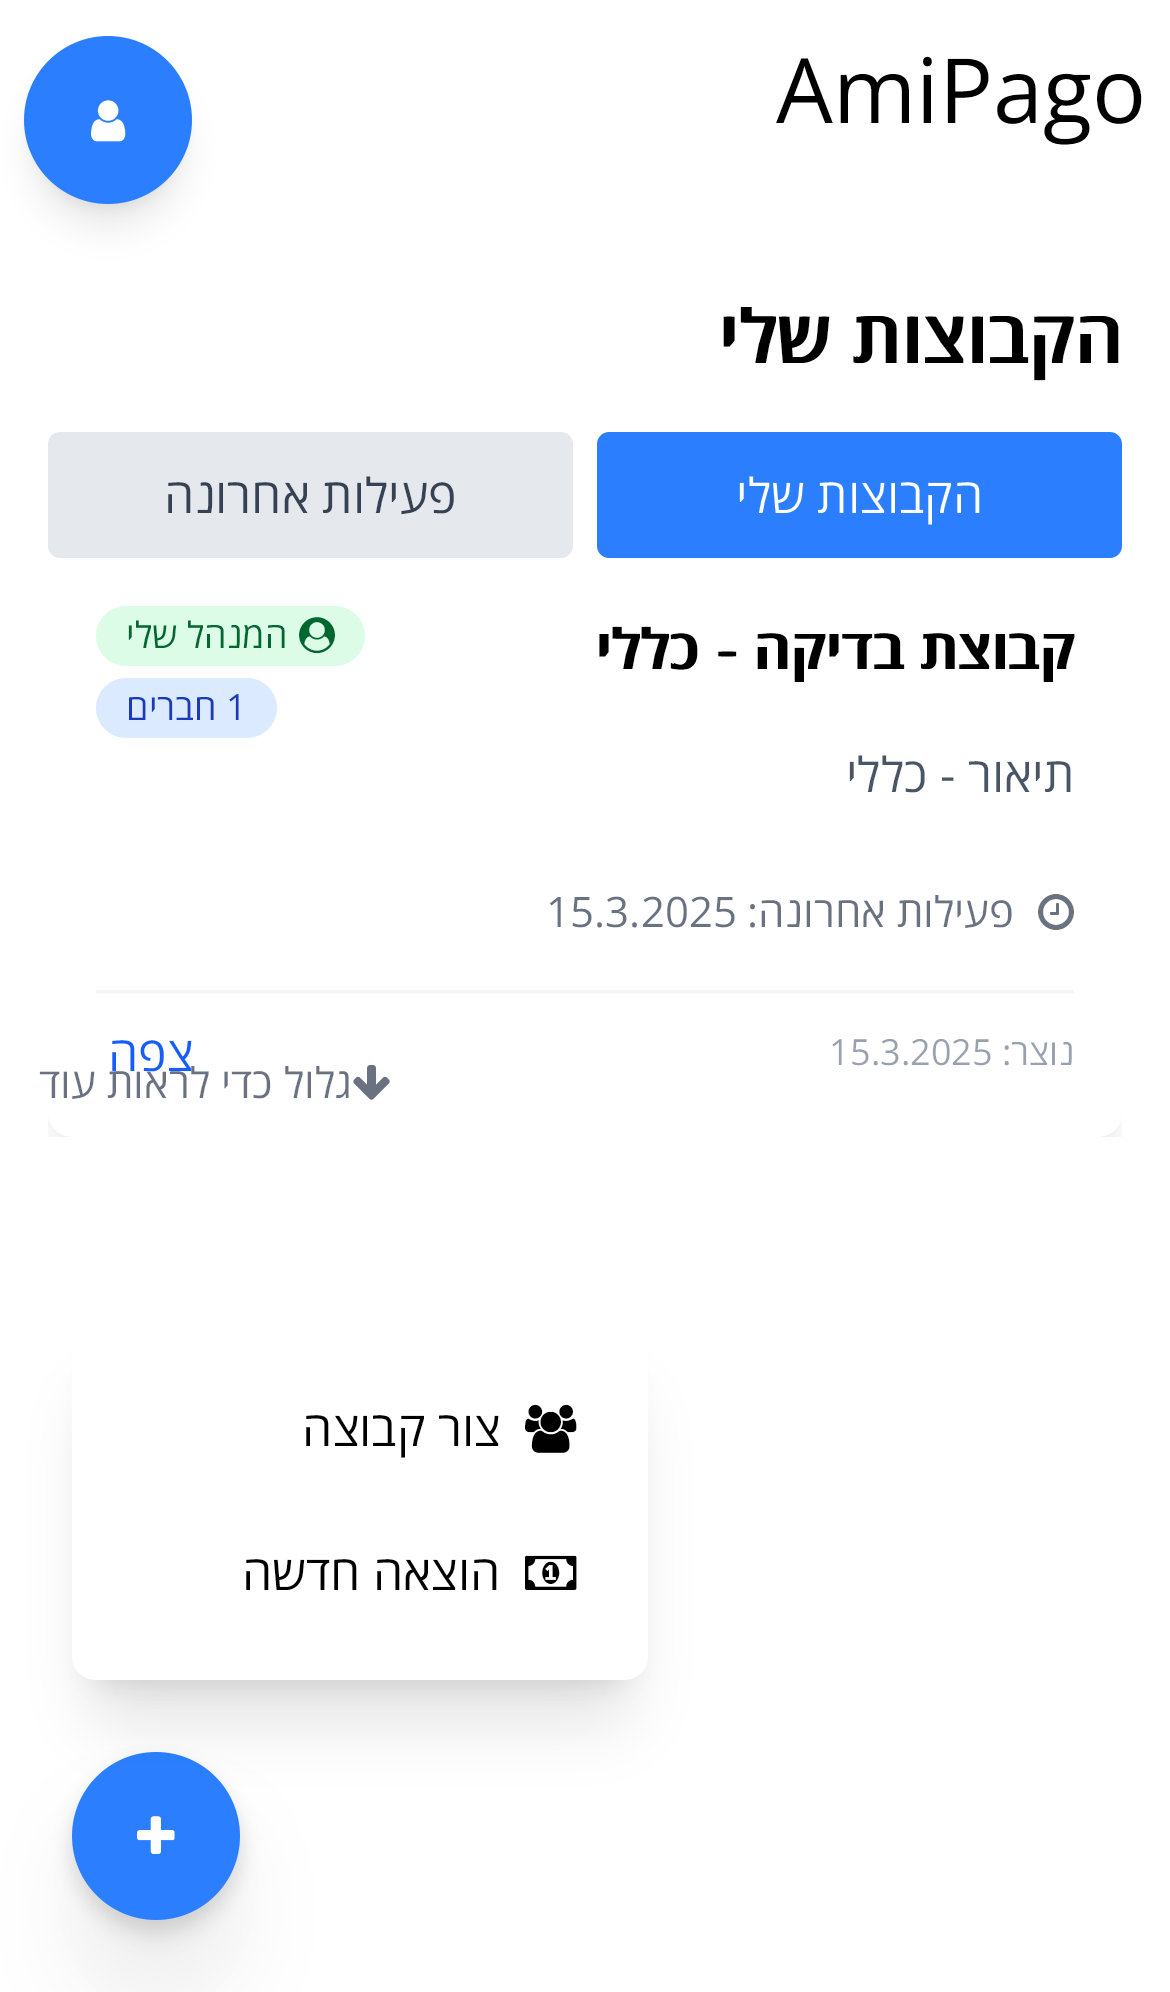 AmiPago
הקבוצות שלי
הקבוצות שלי
פעילות אחרונה
קבוצת בדיקה - כללי
המנהל שלי
1 חברים
תיאור - כללי
פעילות אחרונה: 15.3.2025
נוצר: 15.3.2025
צפה
גלול כדי לראות עוד
צור קבוצה
הוצאה חדשה